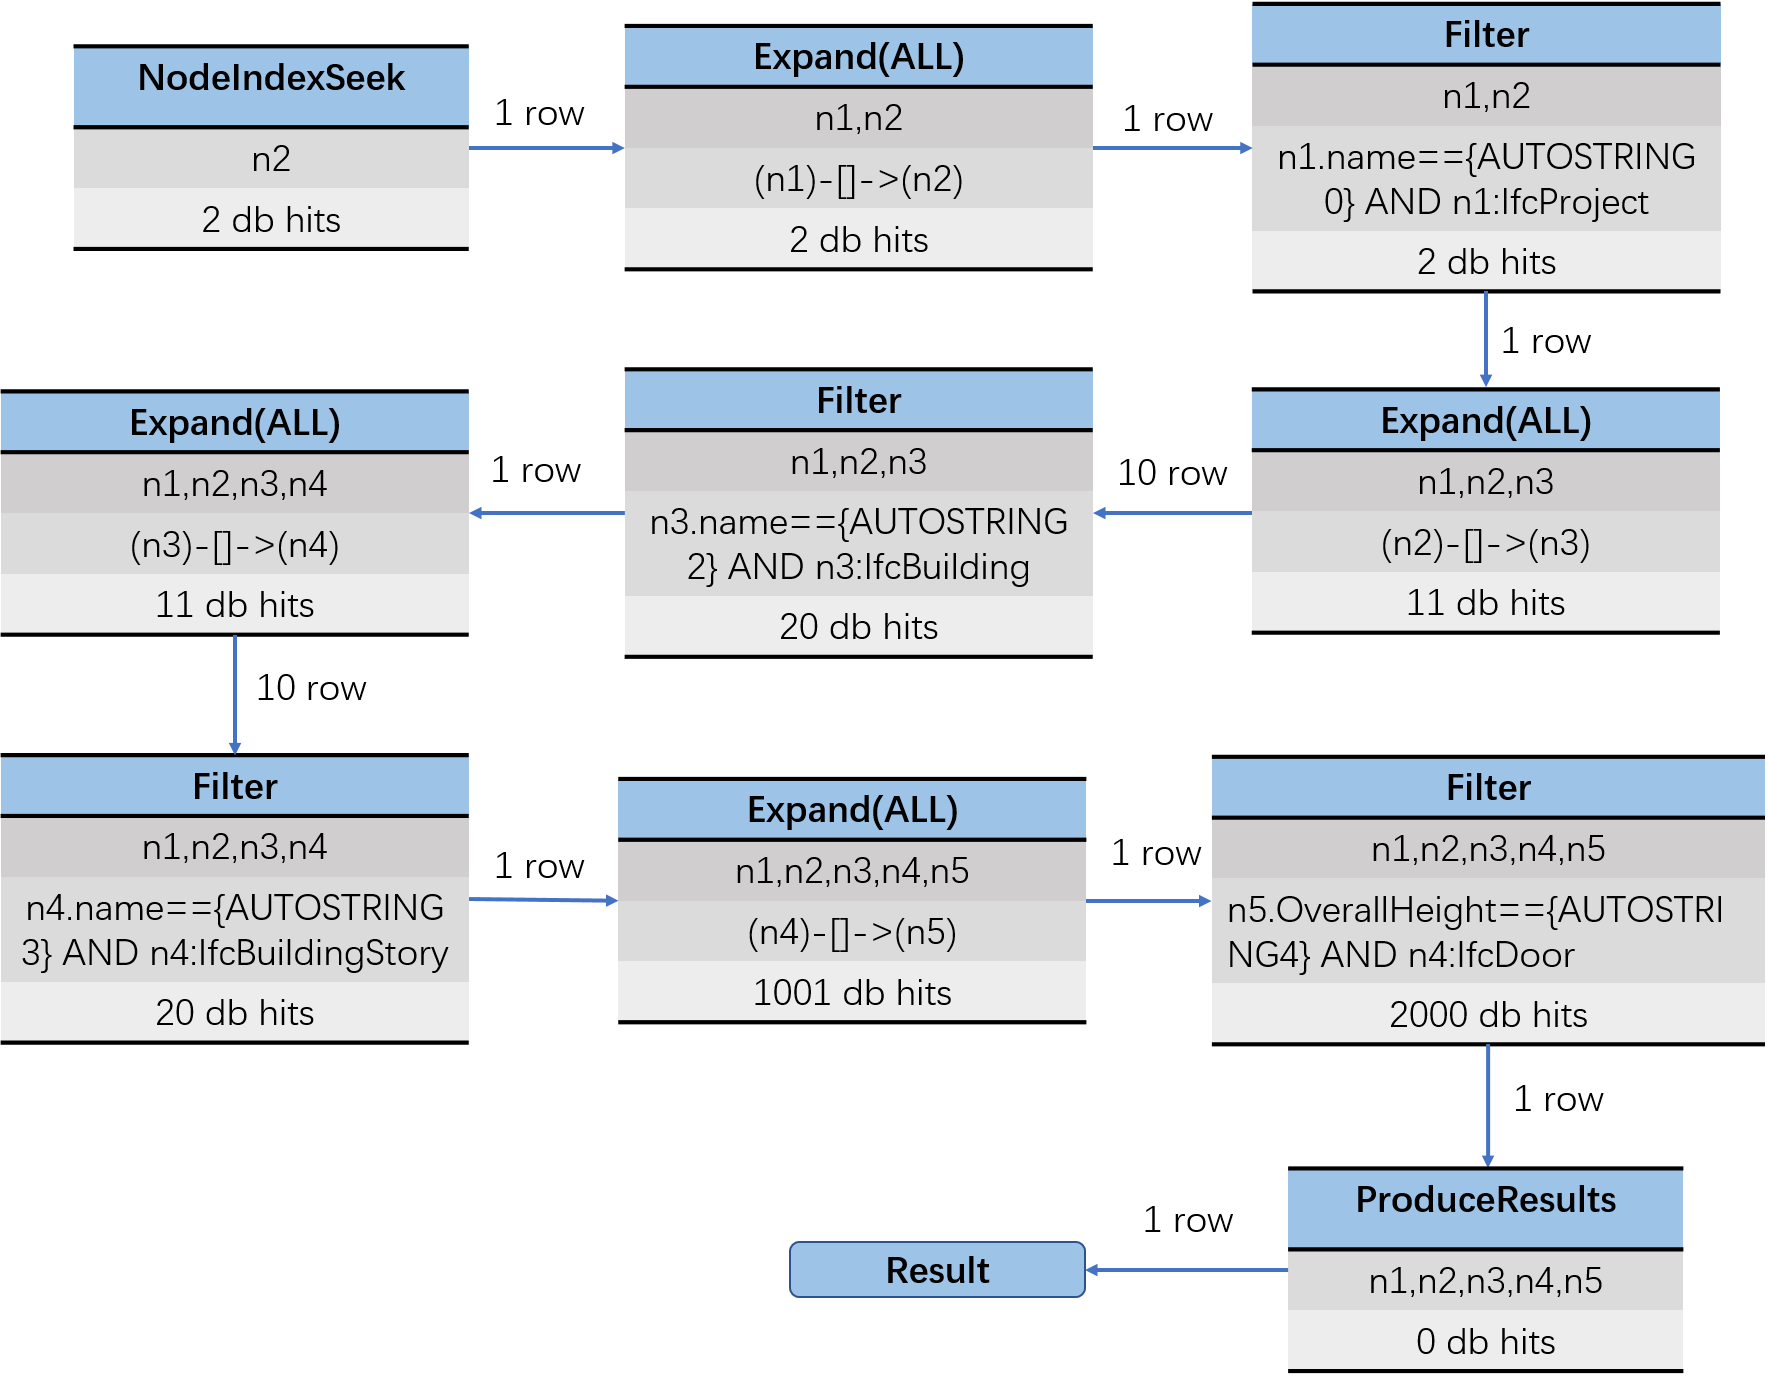 NodeIndexSeek
n2
2 db hits
1 row
Expand(ALL)
n1,n2
(n1)-[]->(n2)
2 db hits
1 row
Filter
n1,n2
n1.name=={AUTOSTRING
0} AND n1:IfcProject
2 db hits
1 row
Expand(ALL)
n1,n2,n3
(n2)-[]->(n3)
11 db hits
10 row
Filter
n1,n2,n3
n3.name=={AUTOSTRING
2} AND n3:IfcBuilding
20 db hits
1 row
Expand(ALL)
n1,n2,n3,n4
(n3)-[]->(n4)
11 db hits
10 row
Filter
n1,n2,n3,n4
n4.name=={AUTOSTRING
3} AND n4:IfcBuildingStory
20 db hits
1 row
Expand(ALL)
n1,n2,n3,n4,n5
(n4)-[]->(n5)
1001 db hits
1 row
Filter
n1,n2,n3,n4,n5
n5.OverallHeight=={AUTOSTRI
NG4} AND n4:IfcDoor
2000 db hits
1 row
ProduceResults
n1,n2,n3,n4,n5
0 db hits
1 row
Result